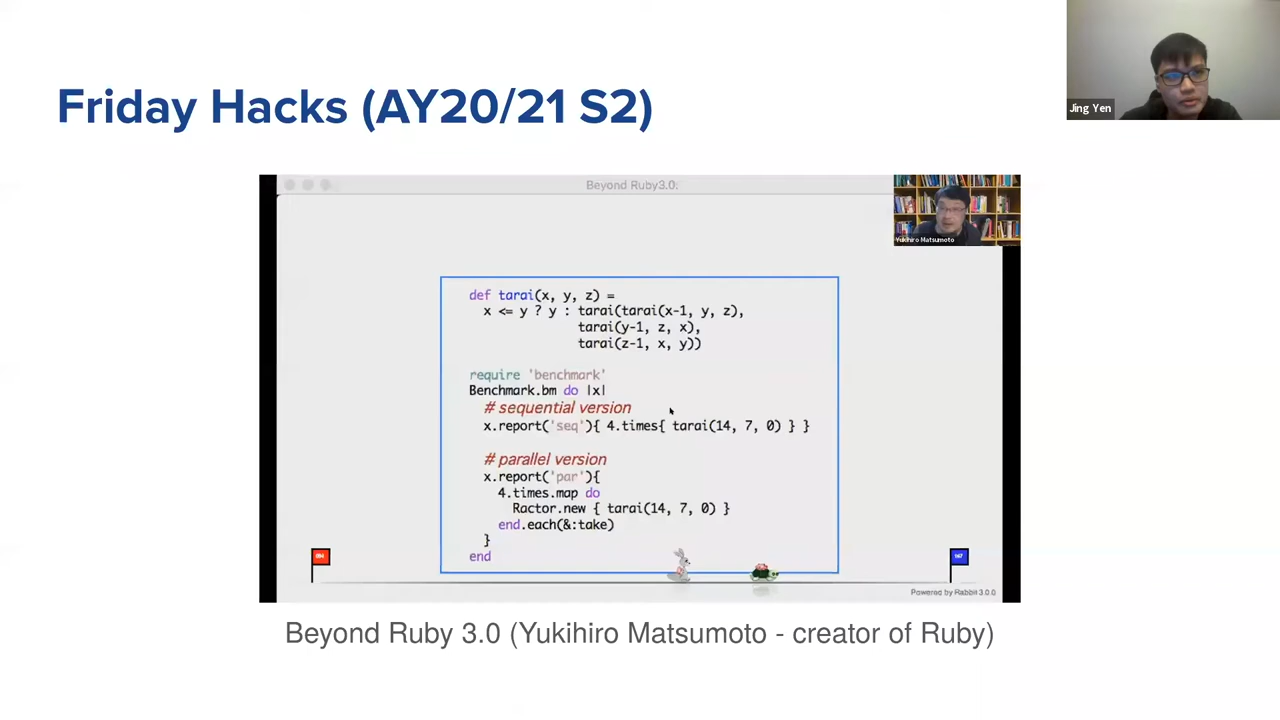 Friday Hacks (AY20/21 S2)
Jing Yen
Beyond Ruby3.0:
Yukihiro Matsumoto
def tarai(x, y, z) =
x <= y ? y : tarai(tarai(x-1, y, z),
tarai(y-1, z, x),
tarai(z-1, x, y))
require 'benchmark'
Benchmark.bm do |x|
# sequential version
x.report('seq'){ 4.times{ tarai(14, 7, 0) } }
# parallel version
x.report('par'){
4.times.map do
Ractor.new { tarai(14, 7, 0) }
end.each(&:take)
}
end
167
Powered by Rabbit 3.0.0
Beyond Ruby 3.0 (Yukihiro Matsumoto - creator of Ruby)